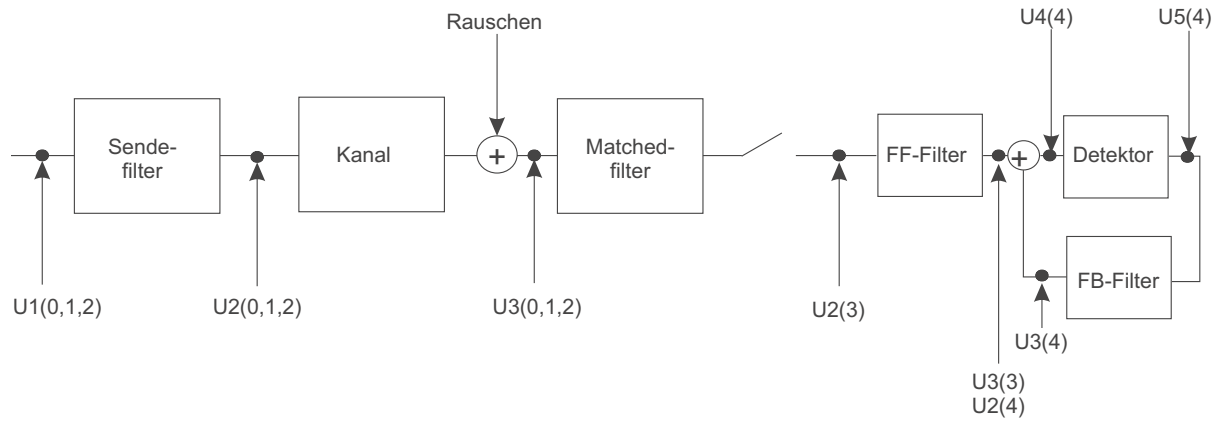 U4(4)
U5(4)
Rauschen
Sende-
filter
Kanal
+
Matched-
filter
FF-Filter
+
Detektor
FB-Filter
U1(0,1,2)
U2(0,1,2)
U3(0,1,2)
U2(3)
U3(4)
U3(3)
U2(4)